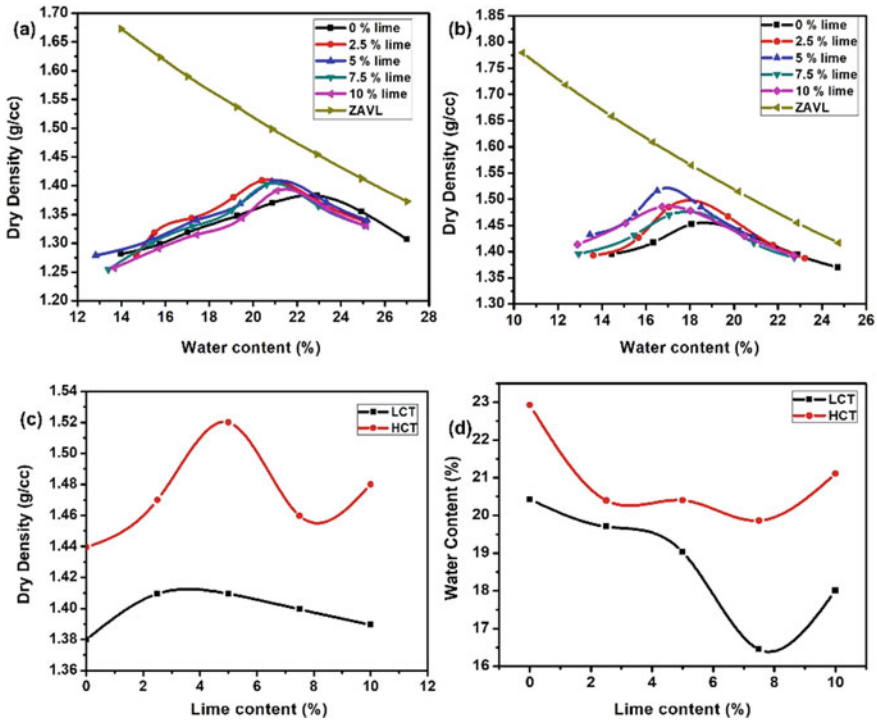 (a)
0 % lime
2.5 % lime
5 % lime
7.5 % lime
10 % lime
ZAVL
Dry Density (g/cc)
1.70
1.65
1.60
1.55
1.50
1.45
1.40
1.35
1.30
1.25
1.20
12 14 16 18 20 22 24 26 28
Water content (%)
(b)
0 % lime
2.5 % lime
5 % lime
7.5 % lime
10 % lime
ZAVL
Dry Density (g/cc)
1.85
1.80
1.75
1.70
1.65
1.60
1.55
1.50
1.45
1.40
1.35
1.30
10 12 14 16 18 20 22 24 26
Water content (%)
(c)
LCT
HCT
Dry Density (g/cc)
1.54
1.52
1.50
1.48
1.46
1.44
1.42
1.40
1.38
1.36
0 2 4 6 8 10 12
Lime content (%)
(d)
LCT
HCT
Water Content (%)
23
22
21
20
19
18
17
16
0 2 4 6 8 10
Lime content (%)